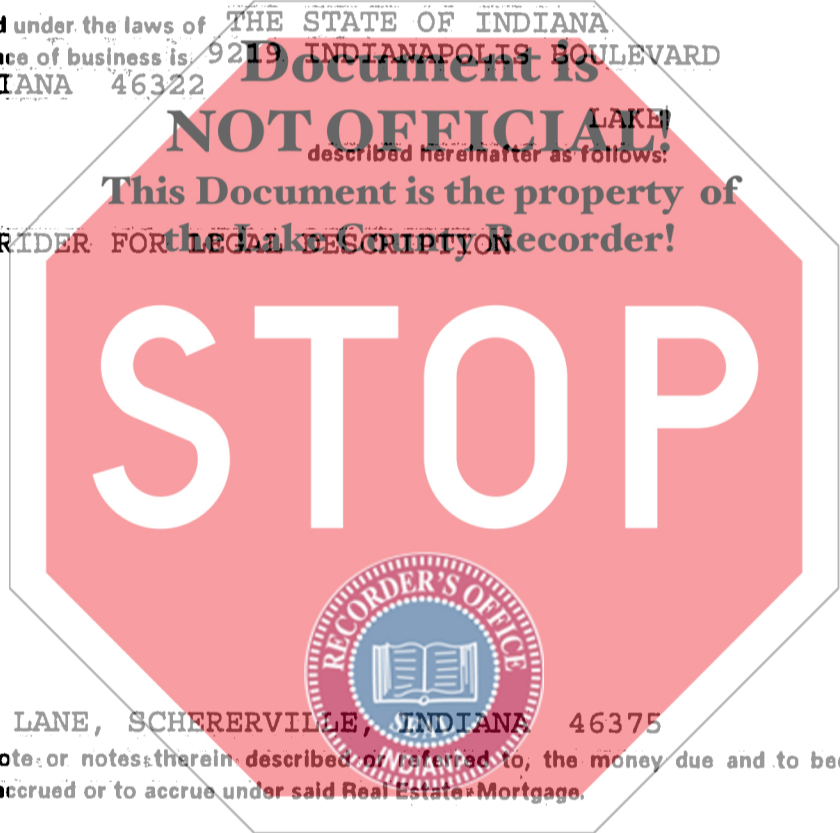 d under the laws of THE STATE OF INDIANA
ce of business is 9219 INDIANAPOLIS BOULEVARD
Document is
IANA 46322
NOT OFFICIAL!
LAKE
described hereinafter as follows:
This Document is the property of
the Lake County Recorder!
RIDER FOR LEGAL DESCRIPTION
STOP
RECORDER'S OFFICE
SEAL
INDIANA
LANE, SCHERERVILLE, INDIANA 46375
ote or notes therein described or referred to, the money due and to be
ccrued or to accrue under said Real Estate Mortgage.